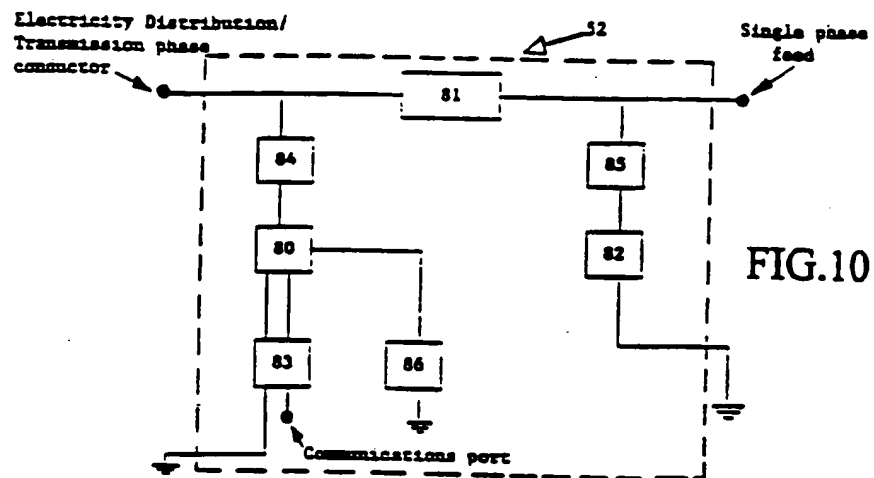 Electricity Distribution/
Transmission phase
conductor
52
Single phase
feed
81
84
85
80
82
FIG.10
83
86
Communications port